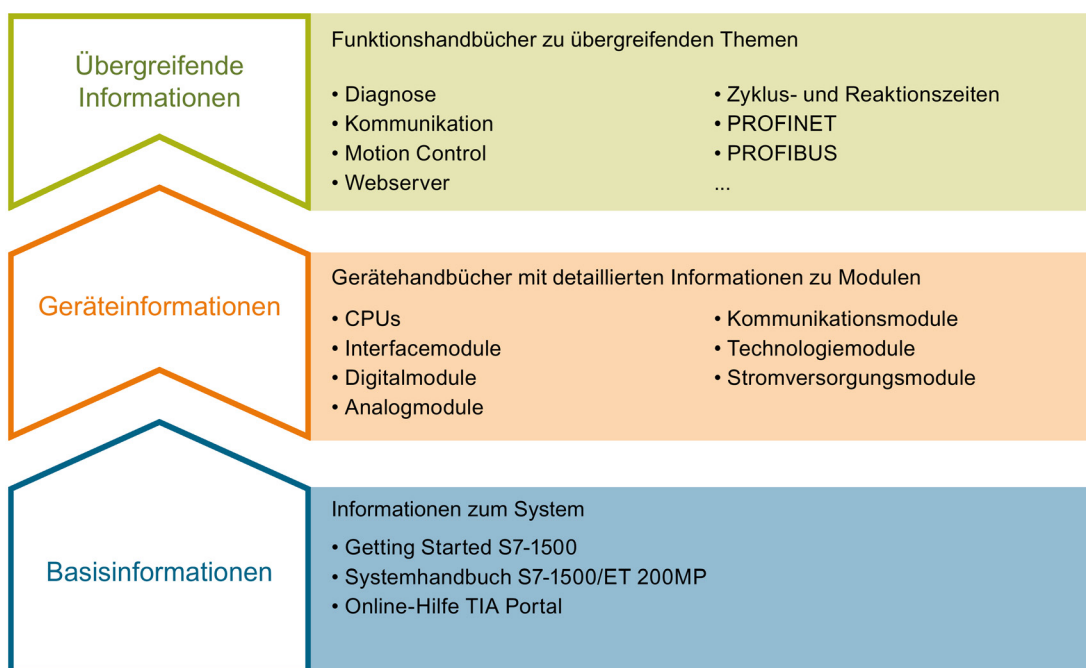 Übergreifende
Informationen
Funktionshandbücher zu übergreifenden Themen
• Diagnose
• Kommunikation
• Motion Control
• Webserver
• Zyklus- und Reaktionszeiten
• PROFINET
• PROFIBUS
...
Geräteinformationen
Gerätehandbücher mit detaillierten Informationen zu Modulen
• CPUs
• Interfacemodule
• Digitalmodule
• Analogmodule
• Kommunikationsmodule
• Technologiemodule
• Stromversorgungsmodule
Basisinformationen
Informationen zum System
• Getting Started S7-1500
• Systemhandbuch S7-1500/ET 200MP
• Online-Hilfe TIA Portal